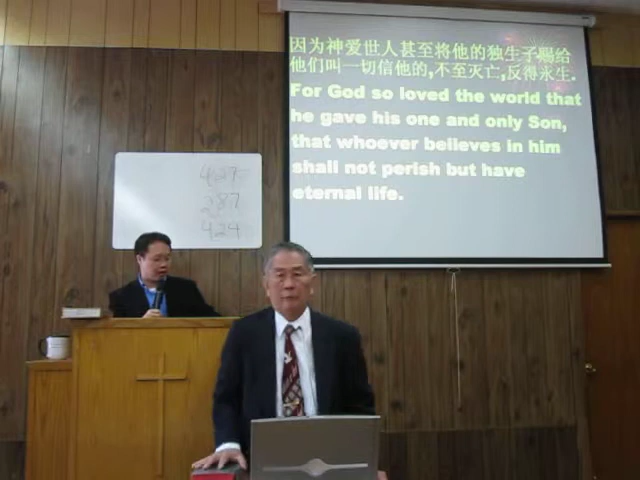 因为神爱世人甚至将他的独生子赐给
他们叫一切信他的,不至灭亡,反得永生.
For God so loved the world that
he gave his one and only Son,
that whoever believes in him
shall not perish but have
eternal life.
427
287
424